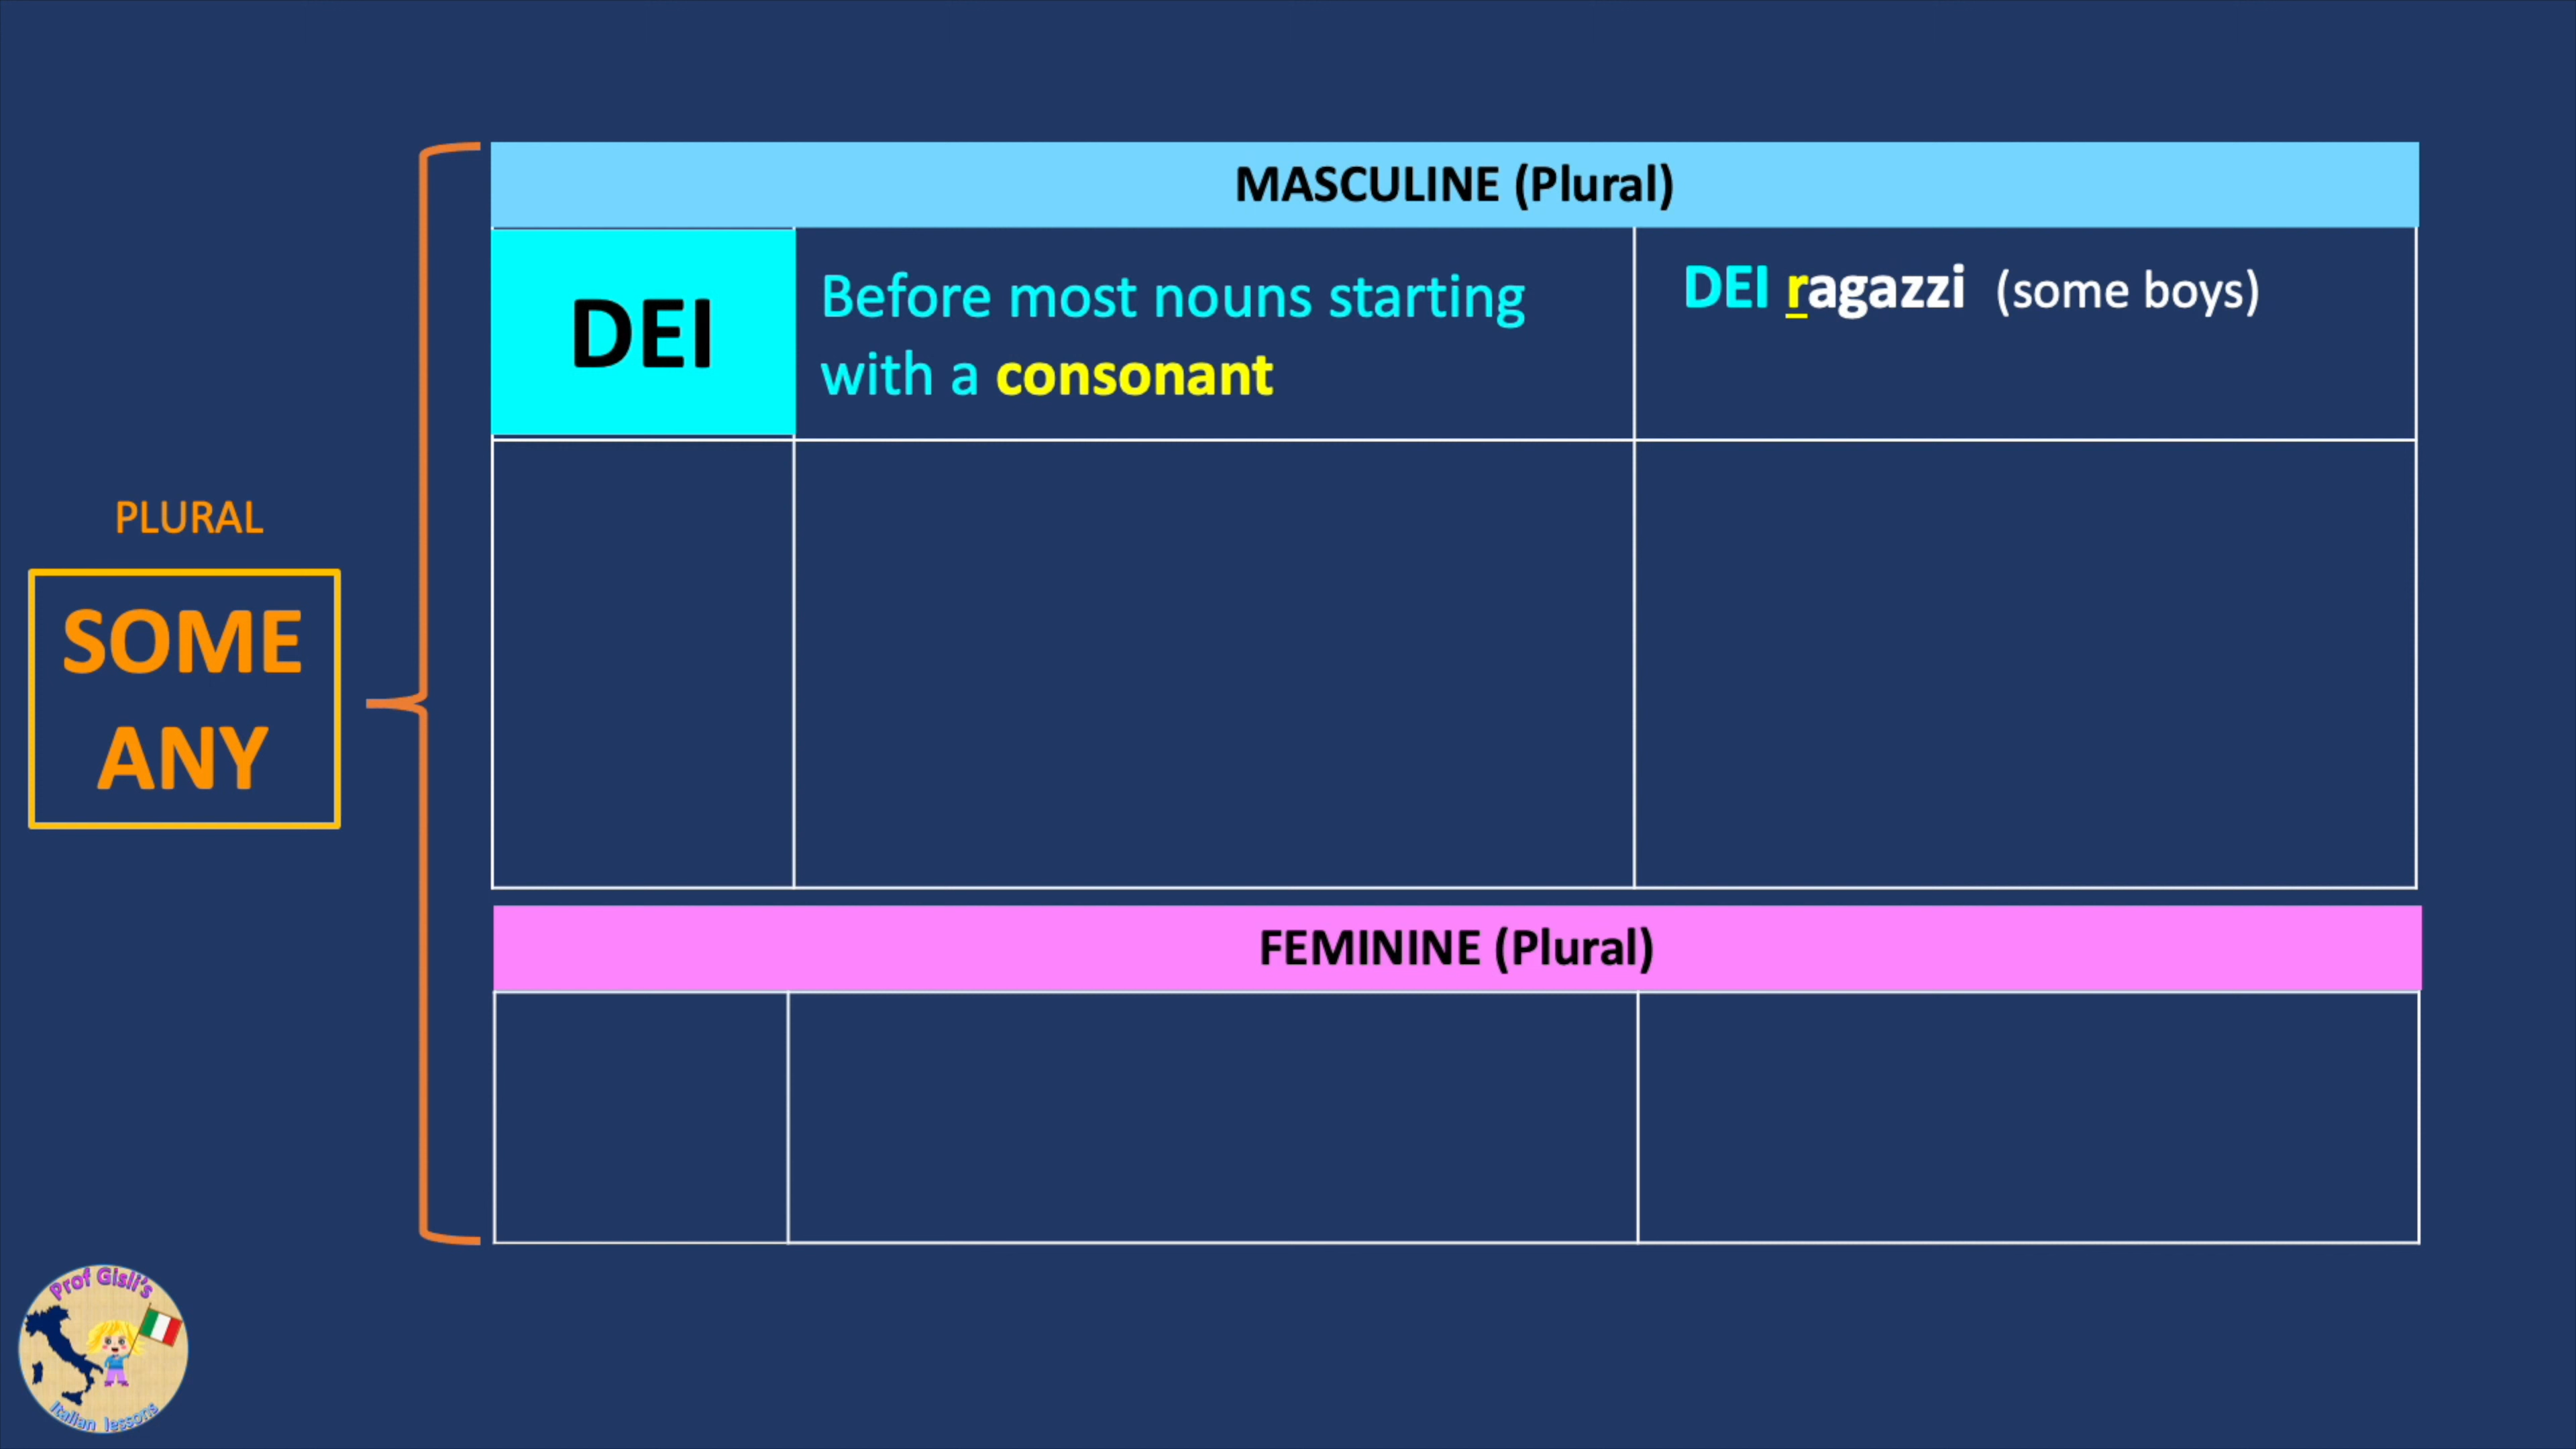 MASCULINE (Plural)
DEI
Before most nouns starting
with a consonant
DEI ragazzi (some boys)
PLURAL
SOME
ANY
FEMININE (Plural)
Prof Gisli's
Italian lessons